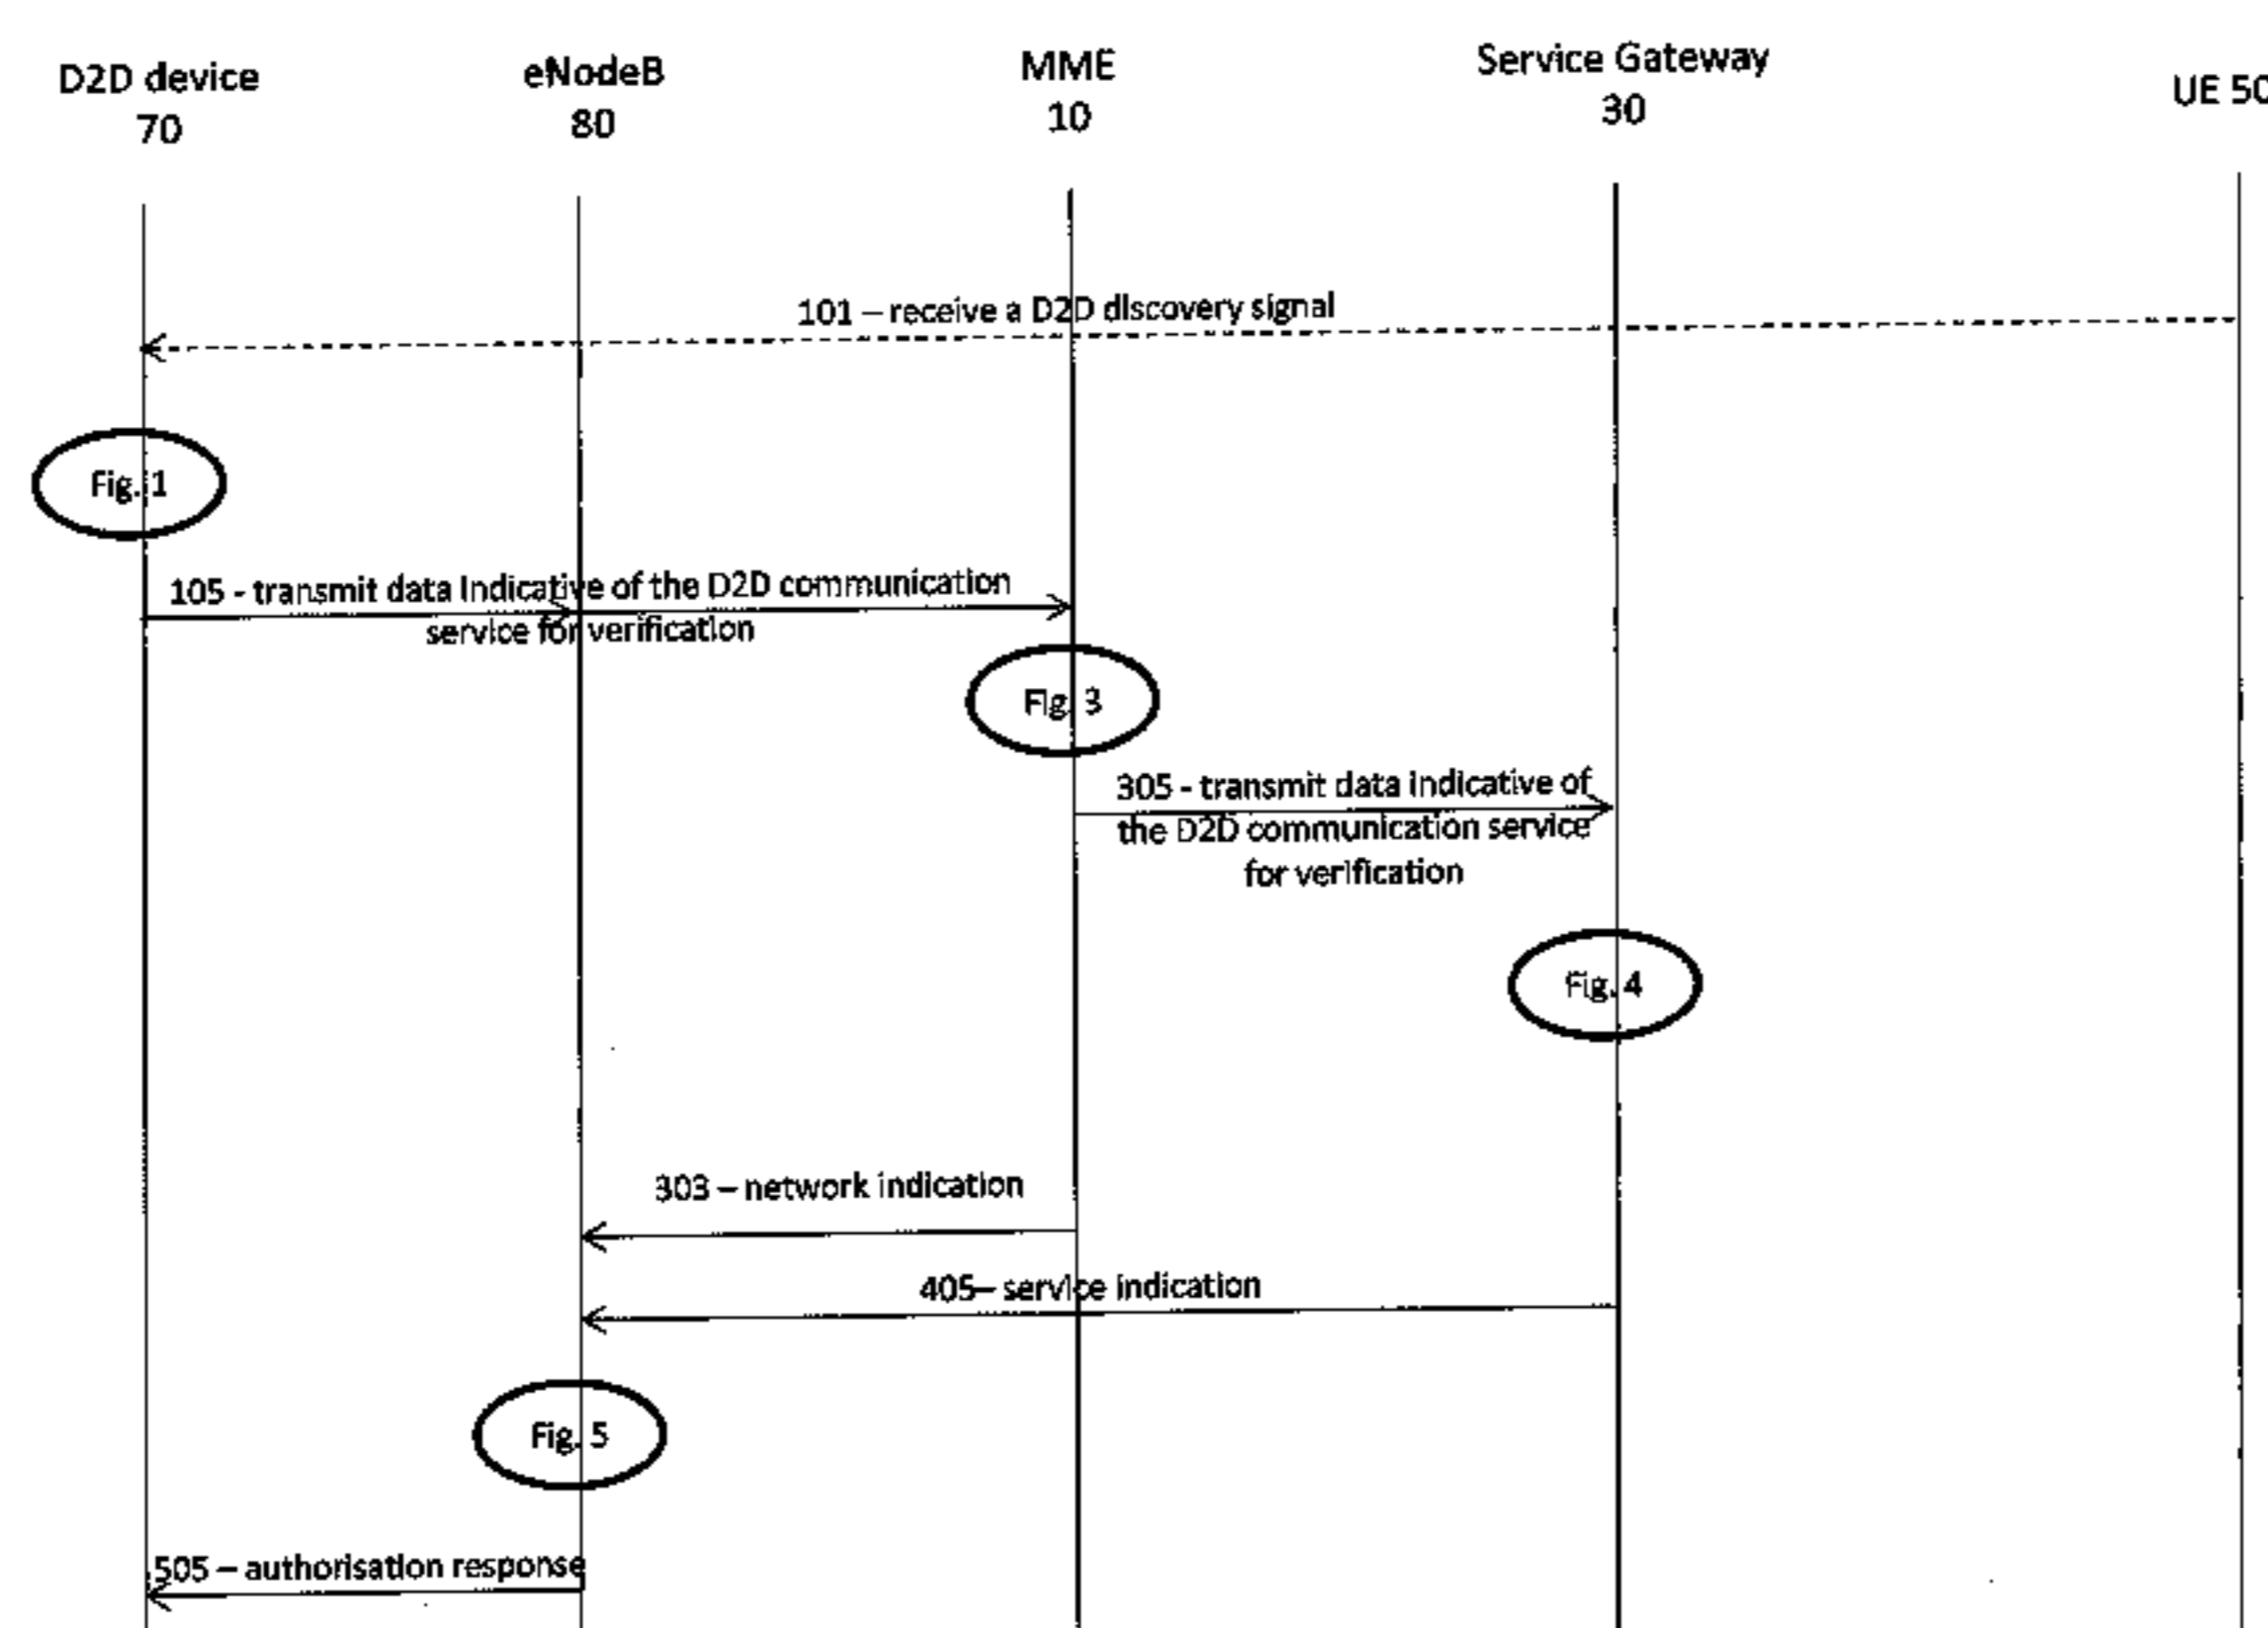 D2D device
70
eNodeB
80
MME
10
Service Gateway
30
UE 50
101 – receive a D2D discovery signal
Fig. 1
105 - transmit data indicative of the D2D communication
service for verification
Fig. 3
305 - transmit data indicative of
the D2D communication service
for verification
Fig. 4
303 – network indication
405– service indication
Fig. 5
505 – authorisation response